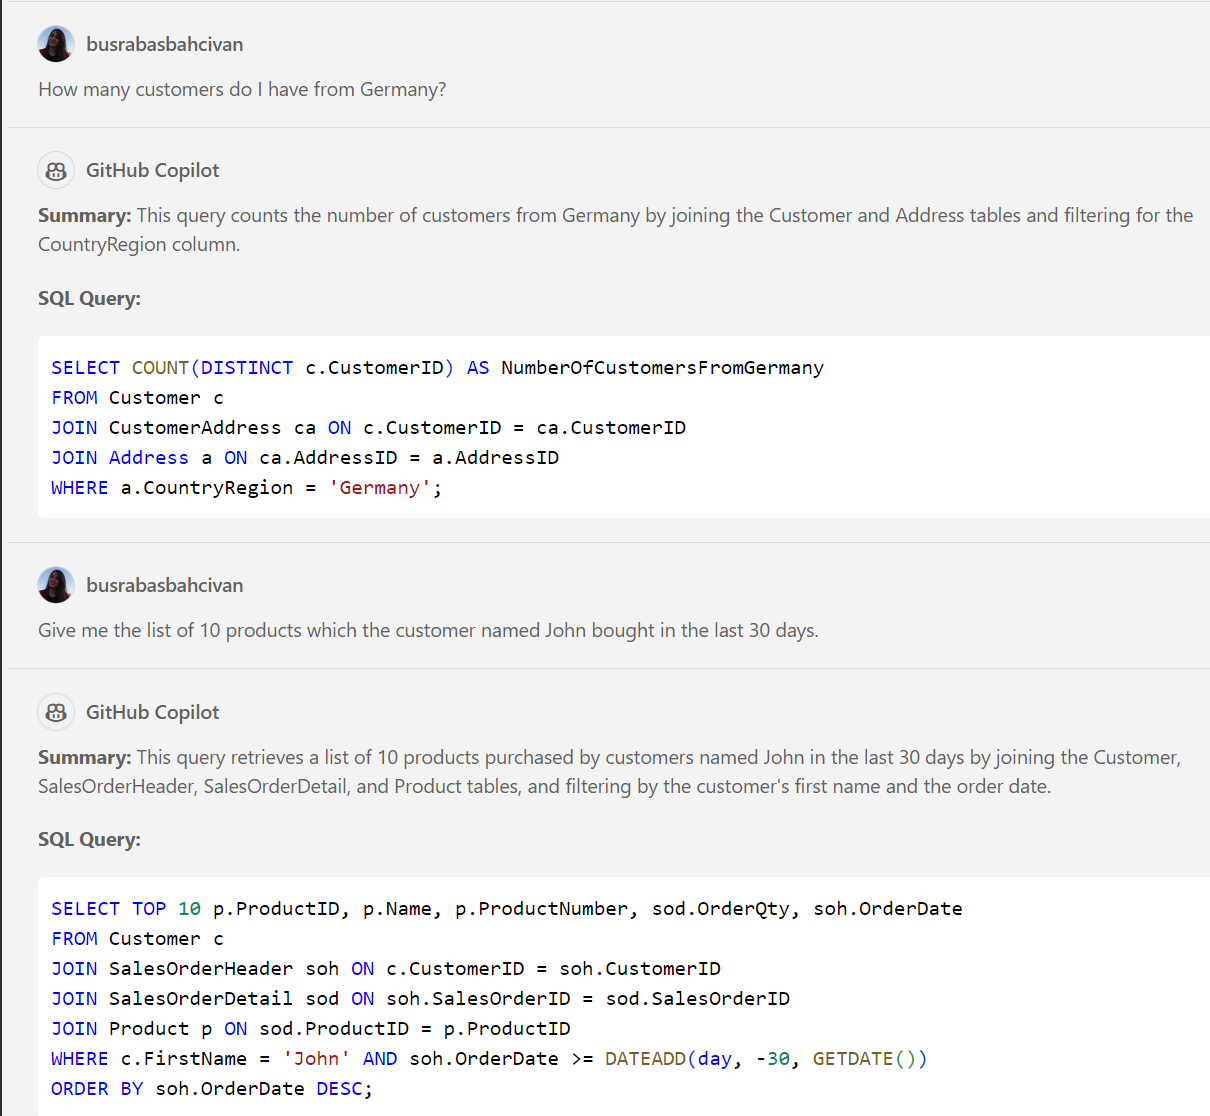 busrabasbahcivan
How many customers do I have from Germany?
GitHub Copilot
Summary: This query counts the number of customers from Germany by joining the Customer and Address tables and filtering for the
CountryRegion column.
SQL Query:
SELECT COUNT(DISTINCT c.CustomerID) AS NumberOfCustomersFromGermany
FROM Customer c
JOIN CustomerAddress ca ON c.CustomerID = ca.CustomerID
JOIN Address a ON ca.AddressID = a.AddressID
WHERE a.CountryRegion = 'Germany';
busrabasbahcivan
Give me the list of 10 products which the customer named John bought in the last 30 days.
GitHub Copilot
Summary: This query retrieves a list of 10 products purchased by customers named John in the last 30 days by joining the Customer,
SalesOrderHeader, SalesOrderDetail, and Product tables, and filtering by the customer's first name and the order date.
SQL Query:
SELECT TOP 10 p.ProductID, p.Name, p.ProductNumber, sod.OrderQty, soh.OrderDate
FROM Customer c
JOIN SalesOrderHeader soh ON c.CustomerID = soh.CustomerID
JOIN SalesOrderDetail sod ON soh.SalesOrderID = sod.SalesOrderID
JOIN Product p ON sod.ProductID = p.ProductID
WHERE c.FirstName = 'John' AND soh.OrderDate >= DATEADD(day, -30, GETDATE())
ORDER BY soh.OrderDate DESC;